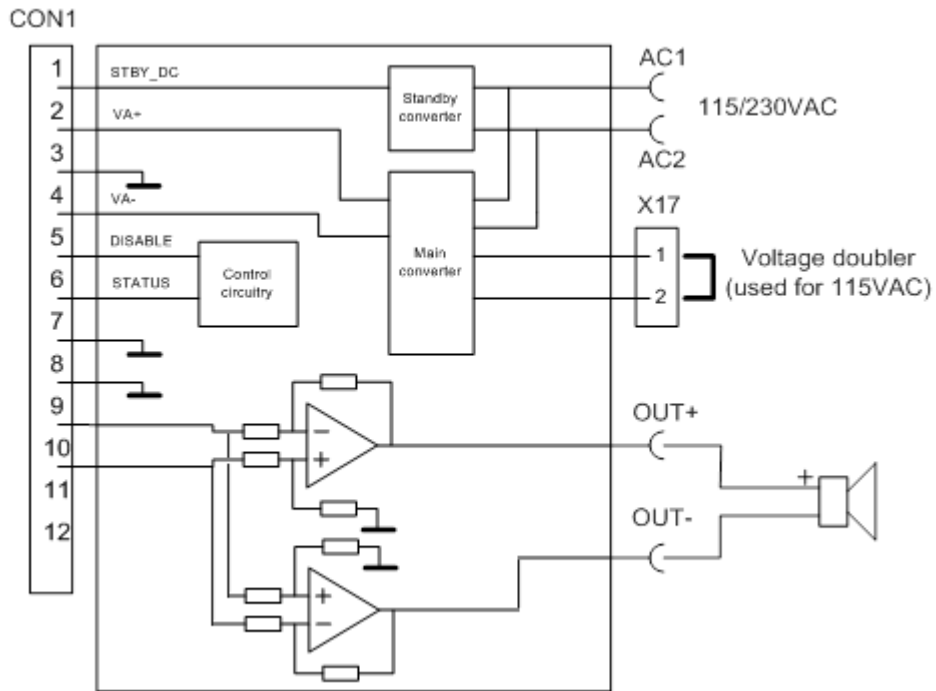 CON1
1
STBY_DC
Standby
converter
AC1
115/230VAC
2
VA+
AC2
3
4
VA-
Main
converter
X17
5
DISABLE
Control
circuitry
1
Voltage doubler
(used for 115VAC)
6
STATUS
2
7
8
9
OUT+
−
+
10
+
11
OUT-
12
+
−